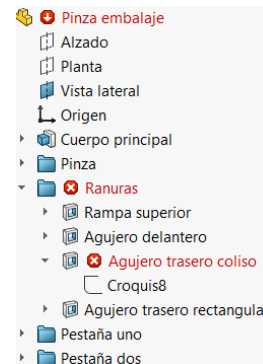 Pinza embalaje
Alzado
Planta
Vista lateral
Origen
Cuerpo principal
Pinza
Ranuras
Rampa superior
Agujero delantero
Agujero trasero coliso
Croquis8
Agujero trasero rectangula
Pestaña uno
Pestaña dos